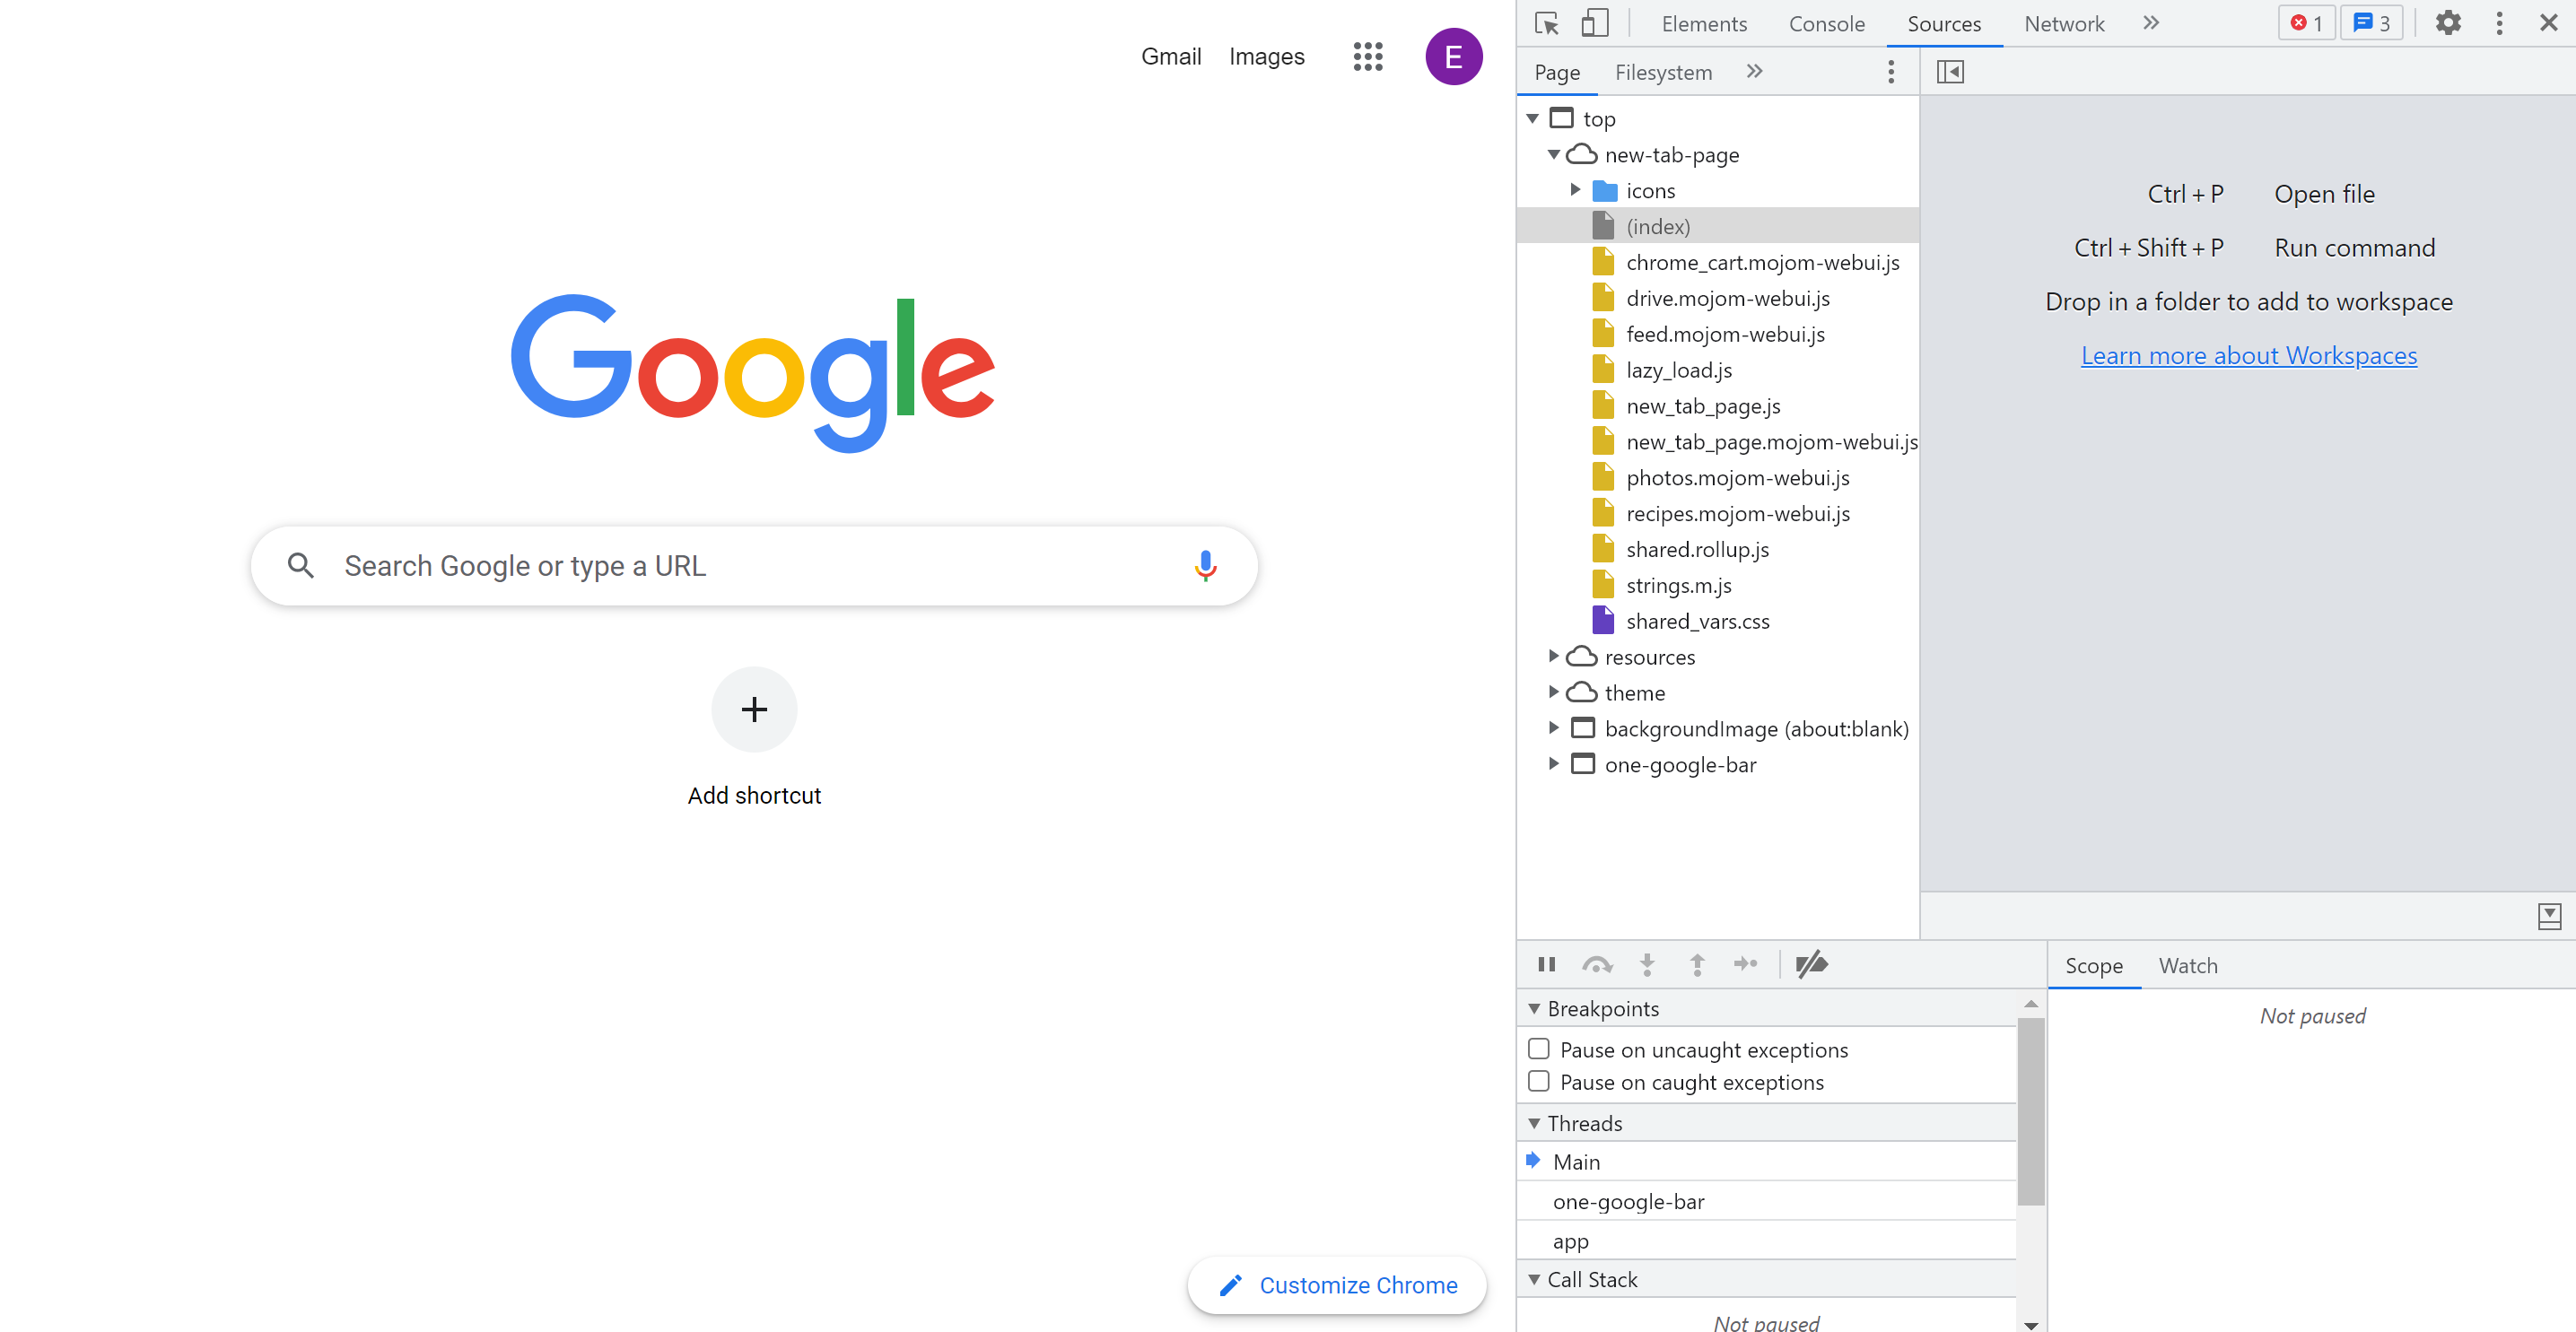 Gmail Images E
Google
Search Google or type a URL
Add shortcut
Customize Chrome
Elements Console Sources Network 1 3
Page Filesystem
top
new-tab-page
icons
(index)
chrome_cart.mojom-webui.js
drive.mojom-webui.js
feed.mojom-webui.js
lazy_load.js
new_tab_page.js
new_tab_page.mojom-webui.js
photos.mojom-webui.js
recipes.mojom-webui.js
shared.rollup.js
strings.m.js
shared_vars.css
resources
theme
backgroundImage (about:blank)
one-google-bar
Ctrl + P Open file
Ctrl + Shift + P Run command
Drop in a folder to add to workspace
Learn more about Workspaces
Breakpoints
Pause on uncaught exceptions
Pause on caught exceptions
Threads
Main
one-google-bar
app
Call Stack
Not paused
Scope Watch
Not paused